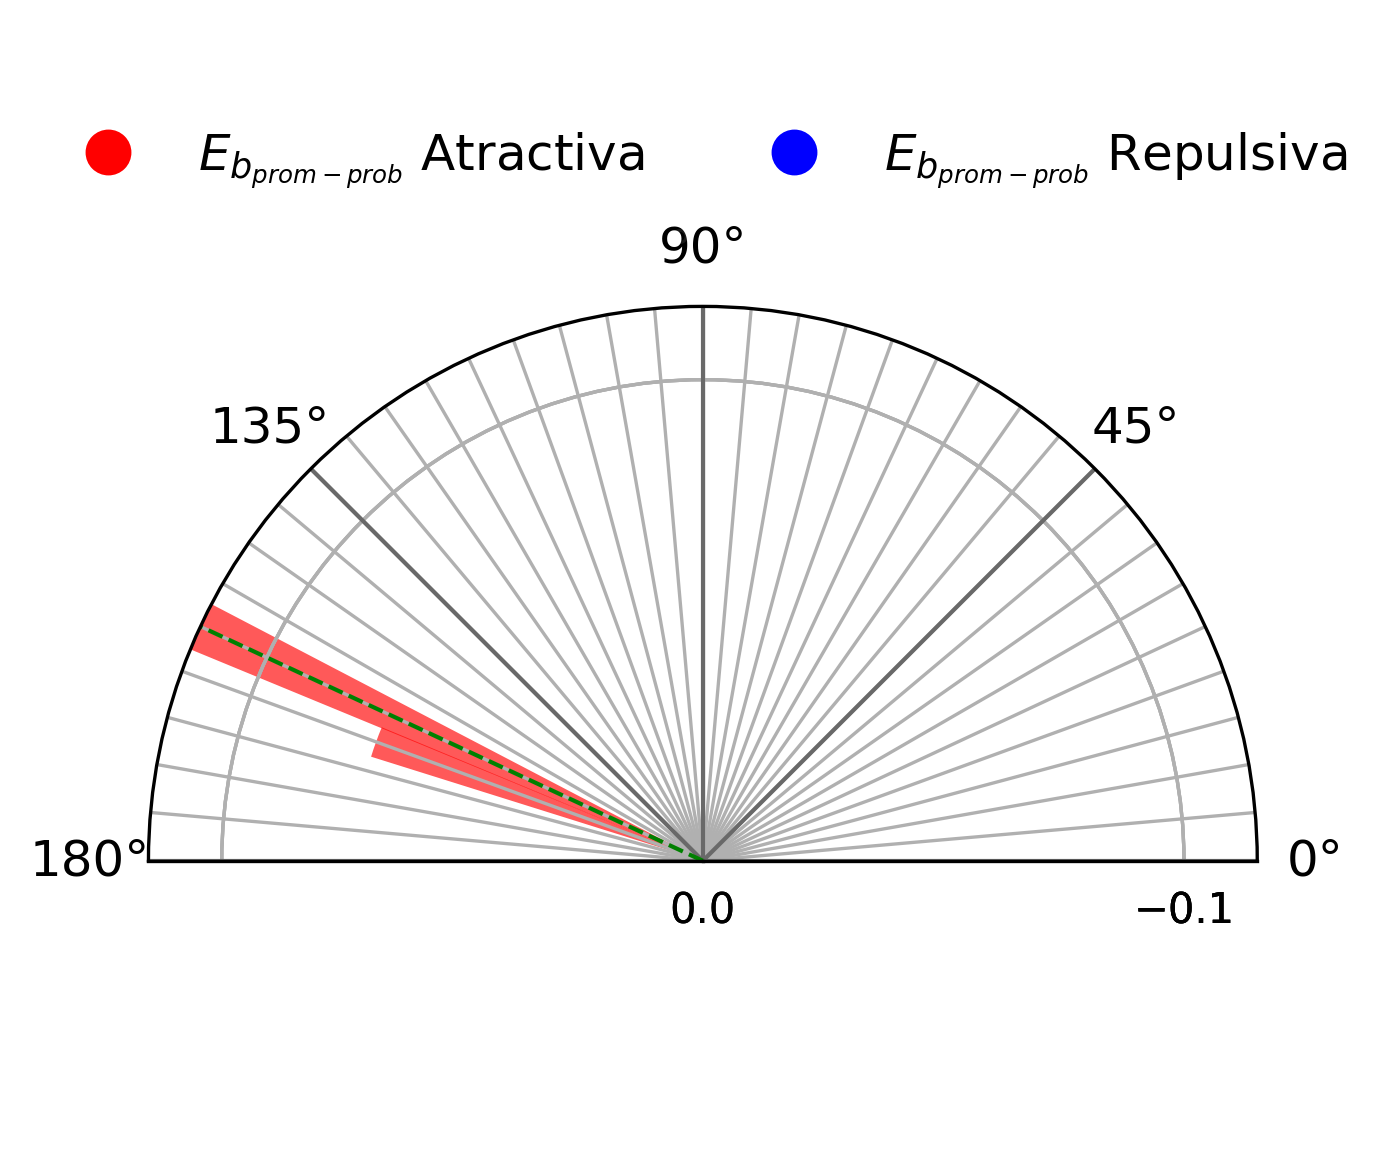 E_{b_{prom-prob}} Atractiva E_{b_{prom-prob}} Repulsiva
90°
135° 45°
180° 0°
0.0 −0.1